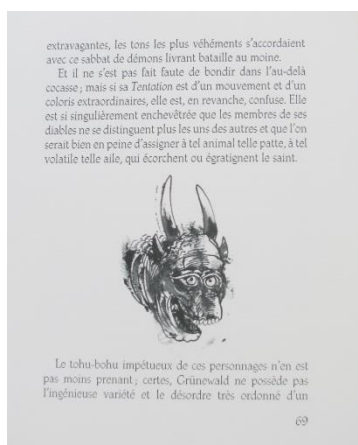 extravagantes, les tons les plus véhéments s'accordaient
avec ce sabbat de démons livrant bataille au moine.
Et il ne s'est pas fait faute de bondir dans l'au-delà
cocasse ; mais si sa Tentation est d'un mouvement et d'un
coloris extraordinaires, elle est, en revanche, confuse. Elle
est si singulièrement enchevêtrée que les membres de ses
diables ne se distinguent plus les uns des autres et que l'on
serait bien en peine d'assigner à tel animal telle patte, à tel
volatile telle aile, qui écorchent ou égratignent le saint.
Le tohu-bohu impétueux de ces personnages n'en est
pas moins prenant ; certes, Grünewald ne possède pas
l'ingénieuse variété et le désordre très ordonné d'un
69